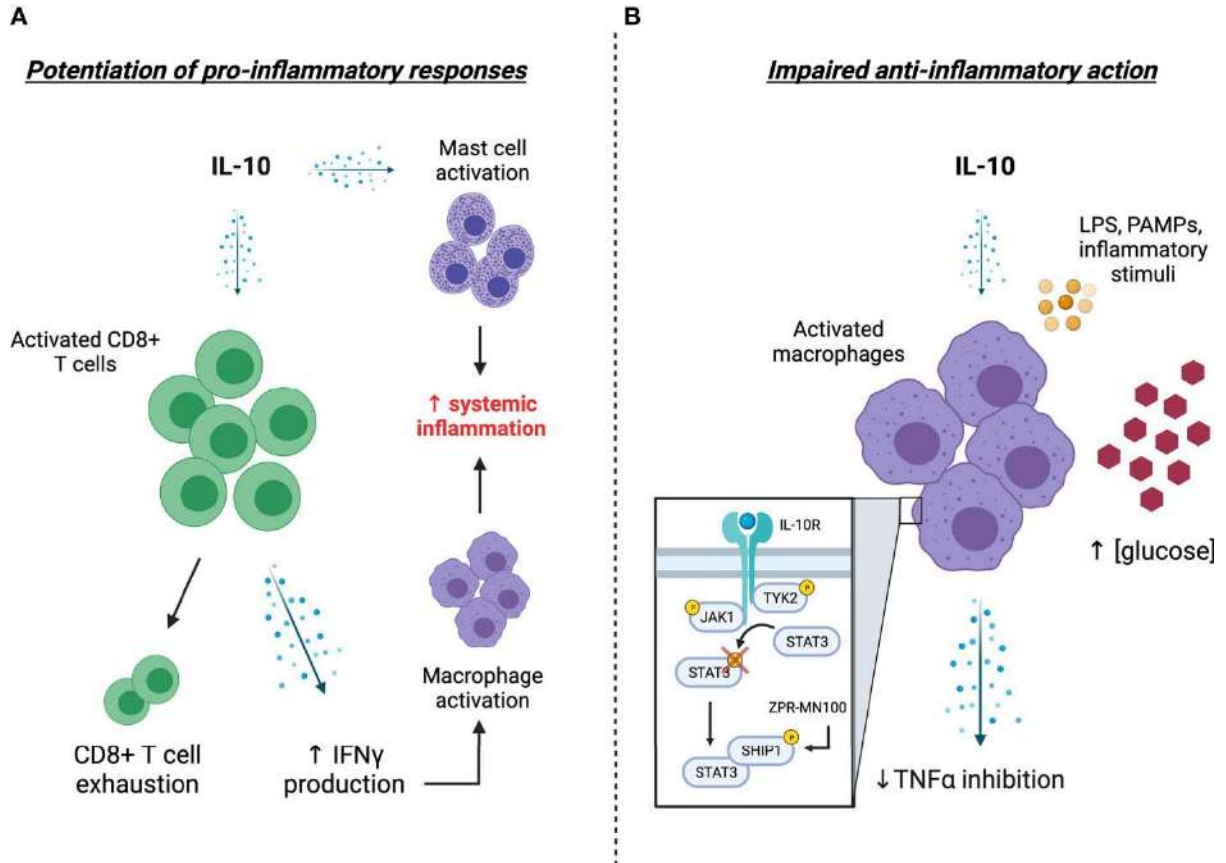 A
Potentiation of pro-inflammatory responses
IL-10
Mast cell
activation
Activated CD8+
T cells
↑ systemic
inflammation
Macrophage
activation
CD8+ T cell
exhaustion
↑ IFNγ
production
B
Impaired anti-inflammatory action
IL-10
LPS, PAMPs,
inflammatory
stimuli
Activated
macrophages
↑ [glucose]
IL-10R
P
TYK2
P
JAK1
STAT3
STAT3
ZPR-MN100
P
SHIP1
STAT3
↓TNFα inhibition